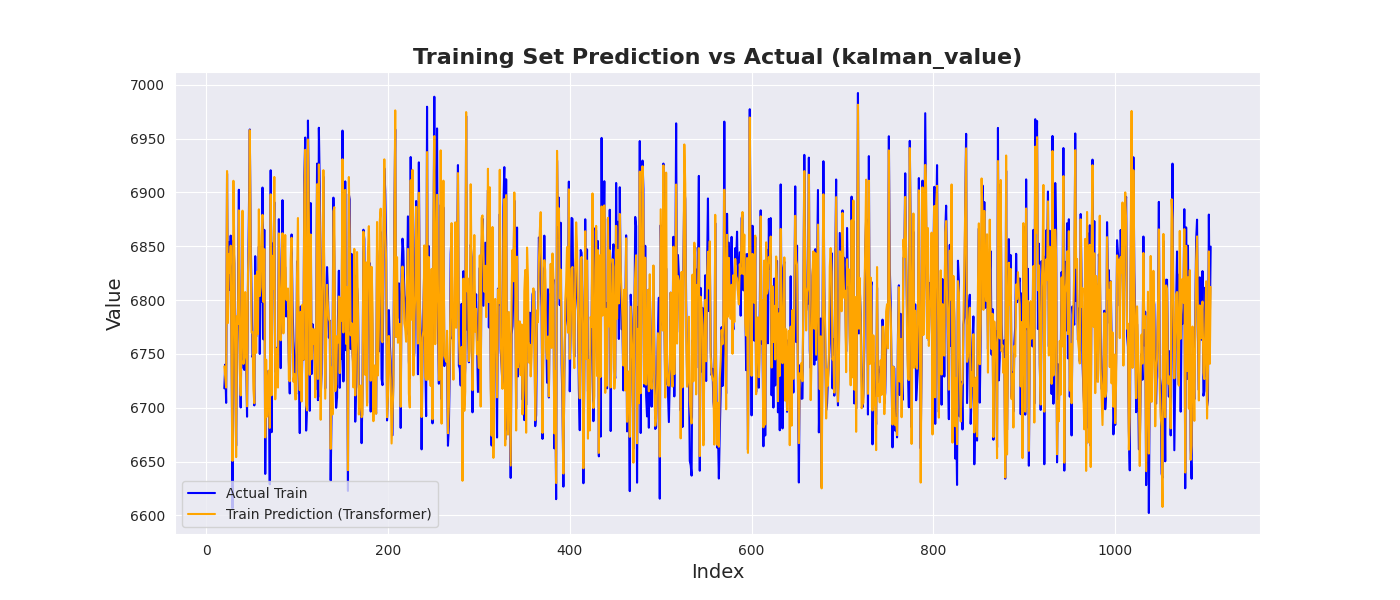 Training Set Prediction vs Actual (kalman_value)
7000
6950
6900
6850
6800
6750
6700
6650
6600
Value
Actual Train
Train Prediction (Transformer)
0 200 400 600 800 1000
Index